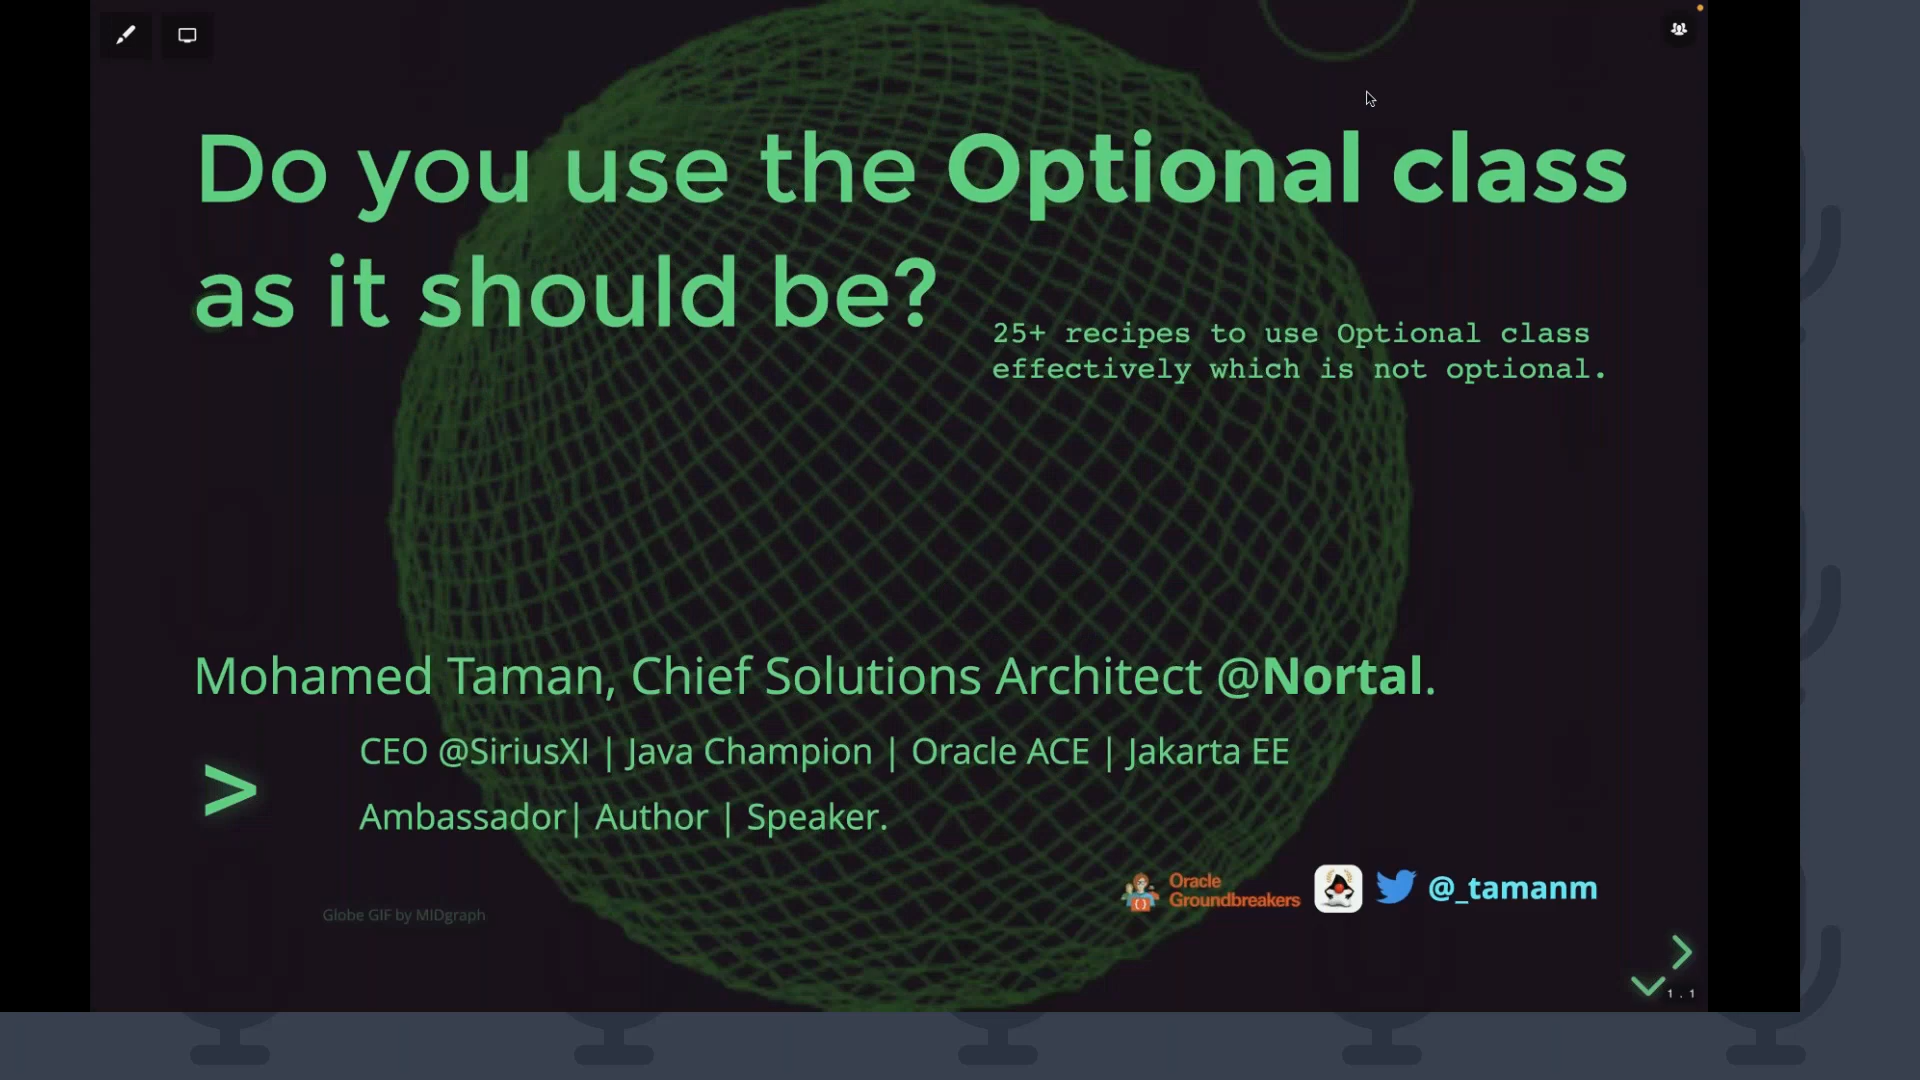 Do you use the Optional class
as it should be?
25+ recipes to use Optional class
effectively which is not optional.
Mohamed Taman, Chief Solutions Architect @Nortal.
>
CEO @SiriusXI | Java Champion | Oracle ACE | Jakarta EE
Ambassador| Author | Speaker.
Oracle
Groundbreakers
@_tamanm
Globe GIF by MIDgraph
1.1